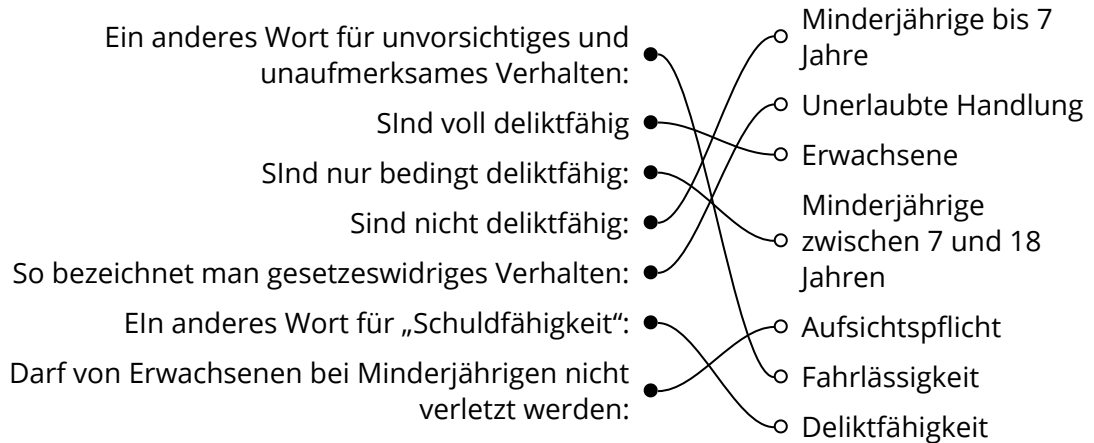 Ein anderes Wort für unvorsichtiges und
unaufmerksames Verhalten:
SInd voll deliktfähig
SInd nur bedingt deliktfähig:
Sind nicht deliktfähig:
So bezeichnet man gesetzeswidriges Verhalten:
EIn anderes Wort für „Schuldfähigkeit“:
Darf von Erwachsenen bei Minderjährigen nicht
verletzt werden:
Minderjährige bis 7
Jahre
Unerlaubte Handlung
Erwachsene
Minderjährige
zwischen 7 und 18
Jahren
Aufsichtspflicht
Fahrlässigkeit
Deliktfähigkeit